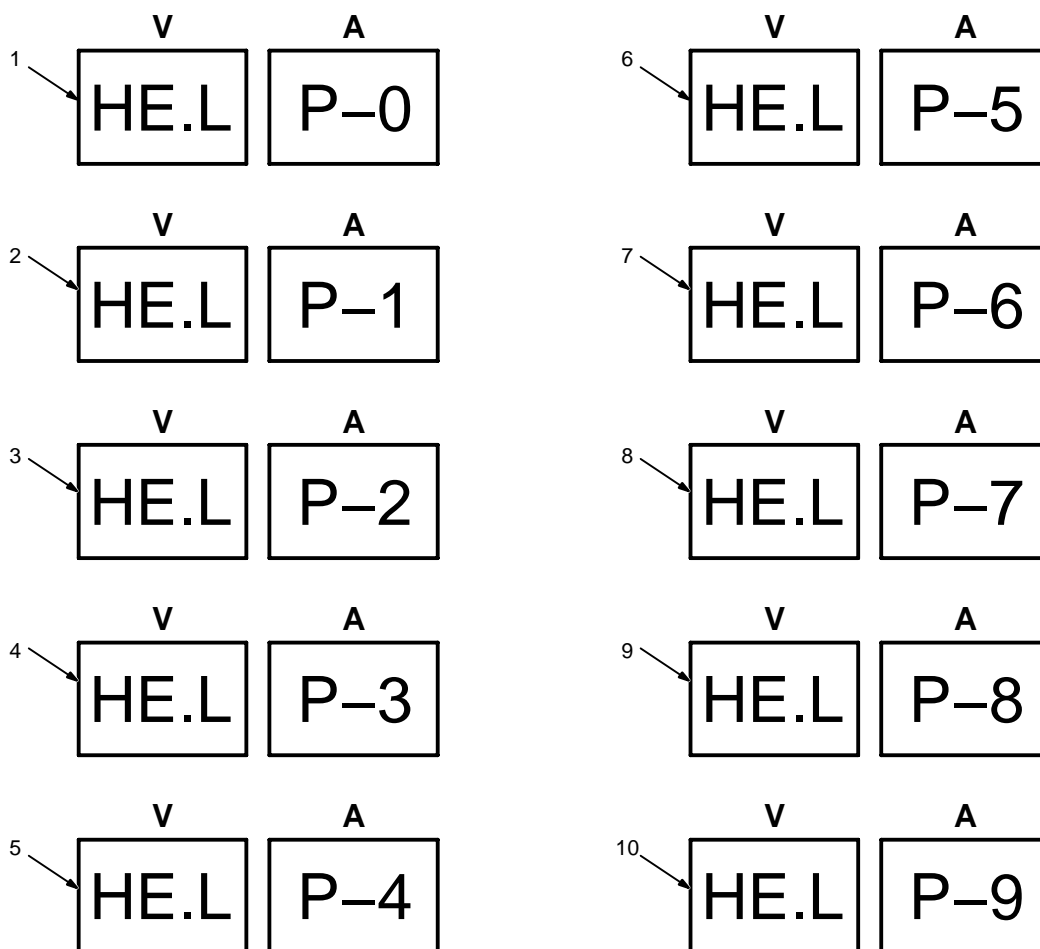 V A
1 HE.L P–0
V A
2 HE.L P–1
V A
3 HE.L P–2
V A
4 HE.L P–3
V A
5 HE.L P–4
V A
6 HE.L P–5
V A
7 HE.L P–6
V A
8 HE.L P–7
V A
9 HE.L P–8
V A
10 HE.L P–9